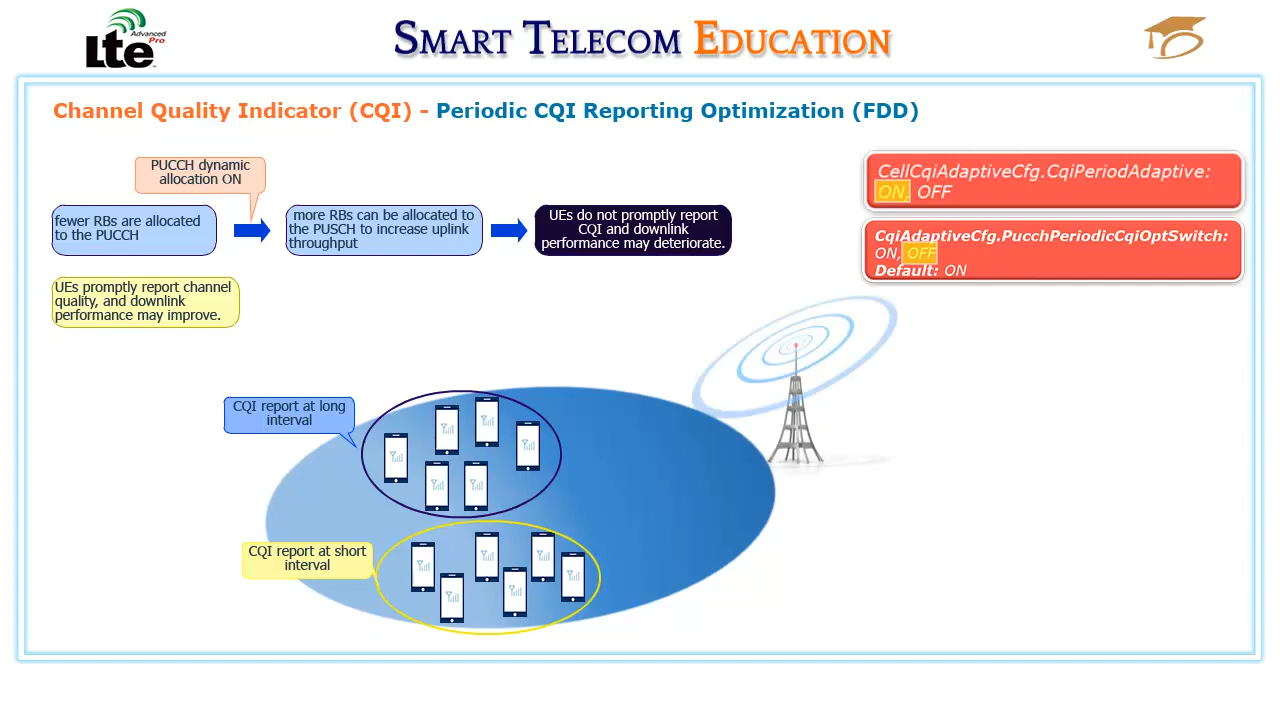 LTE Advanced Pro
SMART TELECOM EDUCATION
Channel Quality Indicator (CQI) - Periodic CQI Reporting Optimization (FDD)
PUCCH dynamic
allocation ON
fewer RBs are allocated
to the PUCCH
more RBs can be allocated to
the PUSCH to increase uplink
throughput
UEs do not promptly report
CQI and downlink
performance may deteriorate.
CellCqiAdaptiveCfg.CqiPeriodAdaptive:
ON, OFF
CqiAdaptiveCfg.PucchPeriodicCqiOptSwitch:
ON, OFF
Default: ON
UEs promptly report channel
quality, and downlink
performance may improve.
CQI report at long
interval
CQI report at short
interval